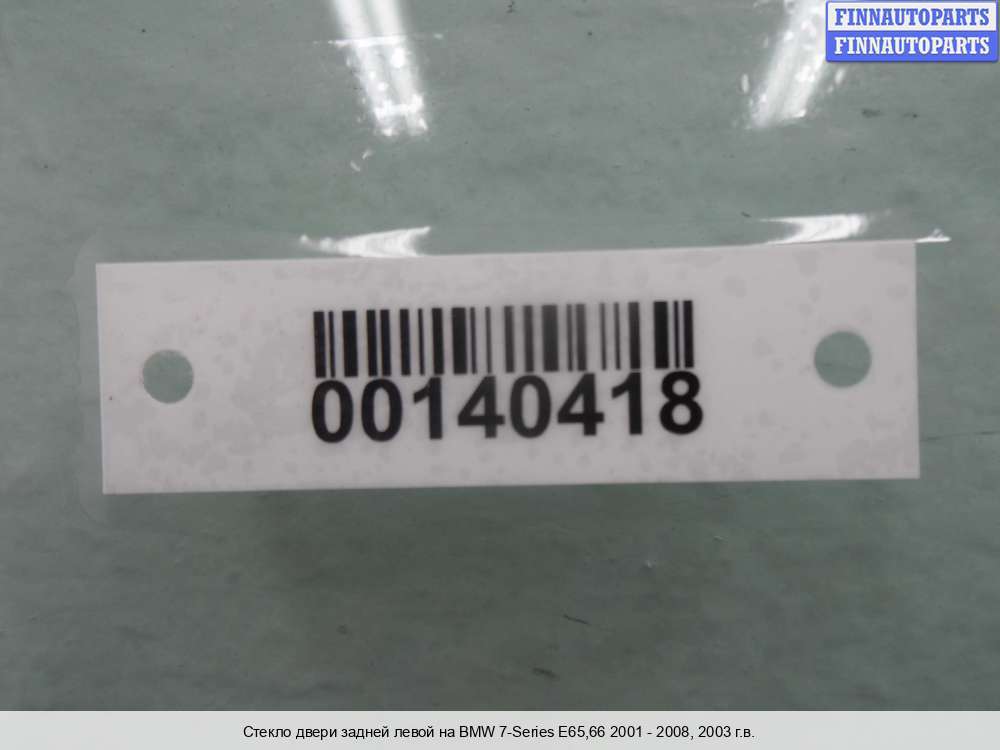 FINNAUTOPARTS
FINNAUTOPARTS
00140418
Стекло двери задней левой на BMW 7-Series E65,66 2001 - 2008, 2003 г.в.